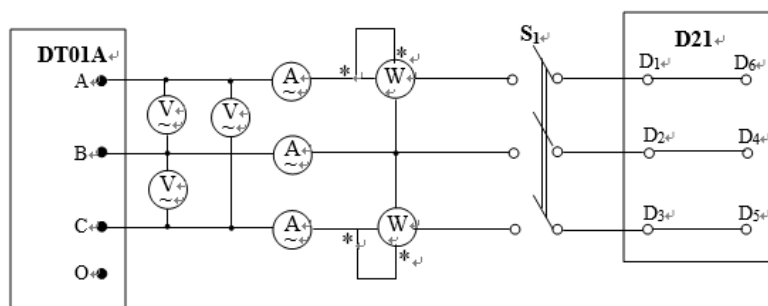 DT01A
S1
D21
A
B
C
O
V
~
V
~
V
~
A
~
A
~
A
~
*
*
W
*
*
W
D1
D6
D2
D4
D3
D5